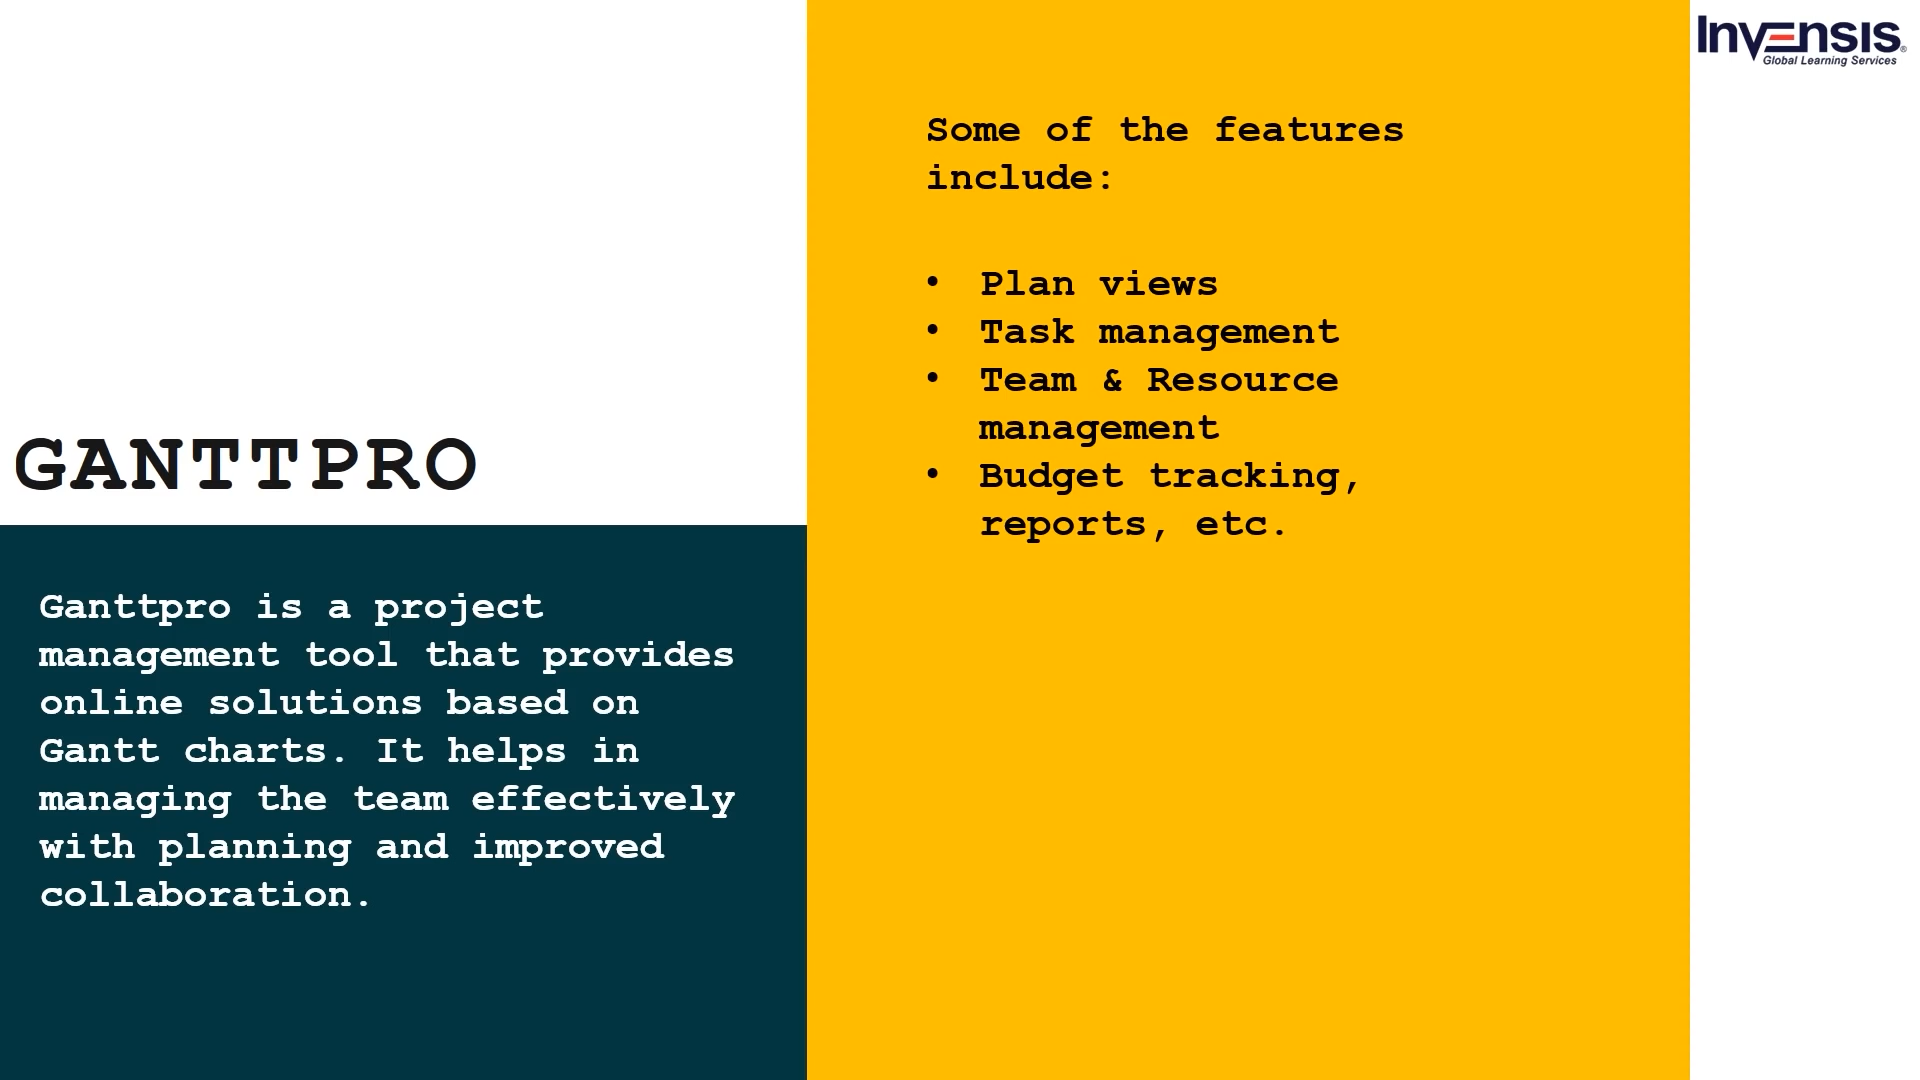 GANTTPRO
Ganttpro is a project
management tool that provides
online solutions based on
Gantt charts. It helps in
managing the team effectively
with planning and improved
collaboration.
Some of the features
include:
• Plan views
• Task management
• Team & Resource
management
• Budget tracking,
reports, etc.
Invensis®
Global Learning Services